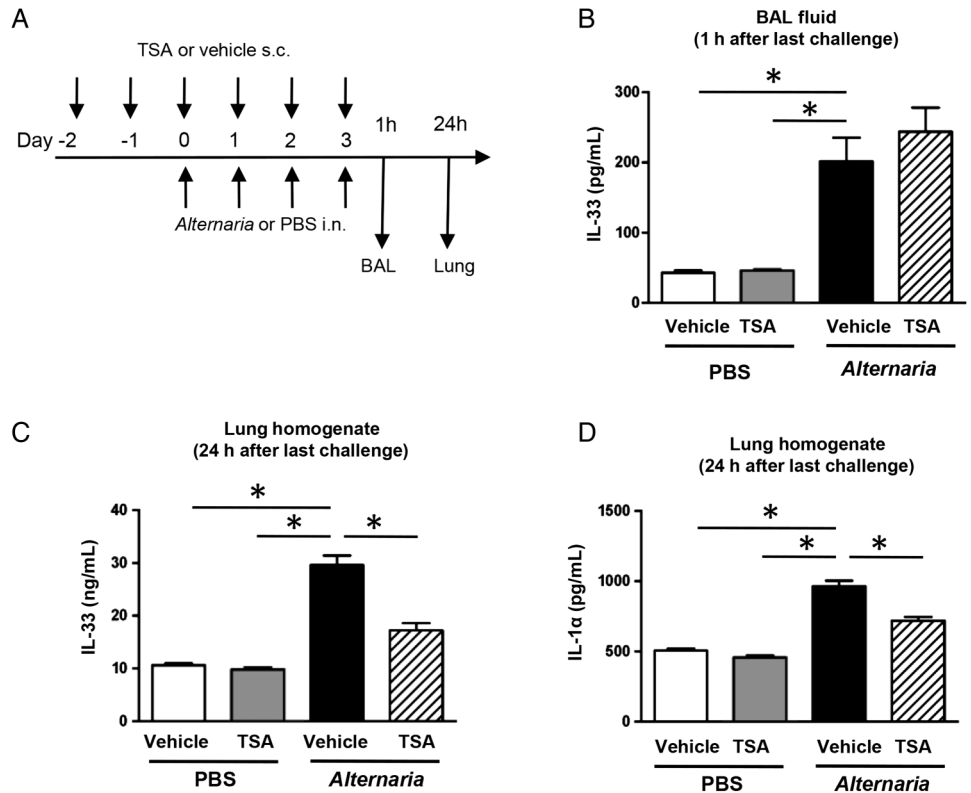 A
TSA or vehicle s.c.
Day -2 -1 0 1 2 3 1h 24h
Alternaria or PBS i.n.
BAL Lung
B
BAL fluid
(1 h after last challenge)
IL-33 (pg/mL)
300
200
100
0
* 
*
Vehicle TSA Vehicle TSA
PBS Alternaria
C
Lung homogenate
(24 h after last challenge)
IL-33 (ng/mL)
40
30
20
10
0
*
* *
Vehicle TSA Vehicle TSA
PBS Alternaria
D
Lung homogenate
(24 h after last challenge)
IL-1α (pg/mL)
1500
1000
500
0
*
* *
Vehicle TSA Vehicle TSA
PBS Alternaria